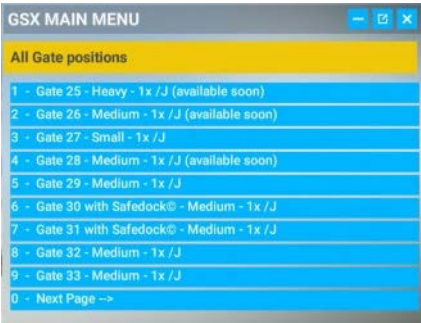 GSX MAIN MENU
All Gate positions
1 - Gate 25 - Heavy - 1x /J (available soon)
2 - Gate 26 - Medium - 1x /J (available soon)
3 - Gate 27 - Small - 1x /J
4 - Gate 28 - Medium - 1x /J (available soon)
5 - Gate 29 - Medium - 1x /J
6 - Gate 30 with Safedock© - Medium - 1x /J
7 - Gate 31 with Safedock© - Medium - 1x /J
8 - Gate 32 - Medium - 1x /J
9 - Gate 33 - Medium - 1x /J
0 - Next Page -->